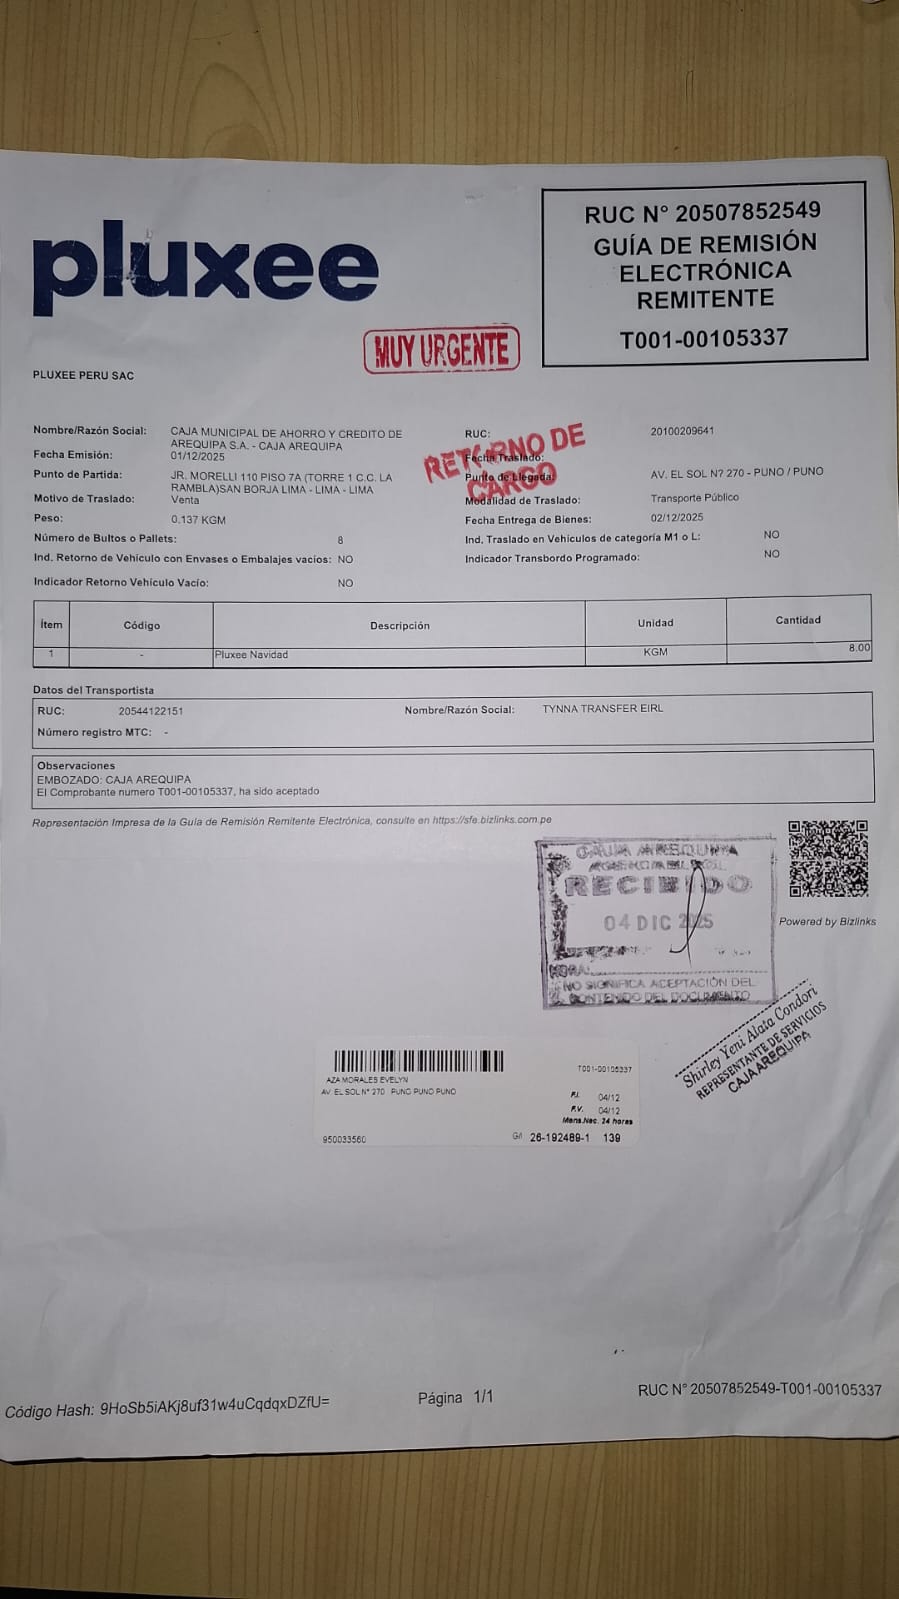 pluxee
RUC N° 20507852549
GUÍA DE REMISIÓN
ELECTRÓNICA
REMITENTE
T001-00105337
MUY URGENTE
PLUXEE PERU SAC
Nombre/Razón Social: CAJA MUNICIPAL DE AHORRO Y CREDITO DE
AREQUIPA S.A. - CAJA AREQUIPA
RUC: 20100209641
Fecha Emisión: 01/12/2025
Fecha Traslado:
RETORNO DE
CARGO
Punto de Partida: JR. MORELLI 110 PISO 7A (TORRE 1 C.C. LA
RAMBLA)SAN BORJA LIMA - LIMA - LIMA
Punto de Llegada: AV. EL SOL N? 270 - PUNO / PUNO
Motivo de Traslado: Venta
Modalidad de Traslado: Transporte Público
Peso: 0.137 KGM
Fecha Entrega de Bienes: 02/12/2025
Número de Bultos o Pallets: 8
Ind. Traslado en Vehículos de categoría M1 o L: NO
Ind. Retorno de Vehículo con Envases o Embalajes vacios: NO
Indicador Transbordo Programado: NO
Indicador Retorno Vehículo Vacío: NO
Ítem Código Descripción Unidad Cantidad
1 - Pluxee Navidad KGM 8.00
Datos del Transportista
RUC: 20544122151 Nombre/Razón Social: TYNNA TRANSFER EIRL
Número registro MTC: -
Observaciones
EMBOZADO: CAJA AREQUIPA
El Comprobante numero T001-00105337, ha sido aceptado
Representación Impresa de la Guia de Remisión Remitente Electrónica, consulte en https://sfe.bizlinks.com.pe
CAJA AREQUIPA
RECIBIDO
04 DIC 2025
HORA:
NO SIGNIFICA ACEPTACIÓN DEL
CONTENIDO DEL DOCUMENTO
Powered by Bizlinks
Shirley Yeni Alata Condori
REPRESENTANTE DE SERVICIOS
CAJA AREQUIPA
T001-00105337
AZA MORALES EVELYN
AV. EL SOL N° 270 PUNO PUNO PUNO
P.I. 04/12
P.V. 04/12
Mens.Nac. 24 horas
950033560 G/I 26-192489-1 139
Código Hash: 9HoSb5iAKj8uf31w4uCqdqxDZfU=
Página 1/1
RUC N° 20507852549-T001-00105337